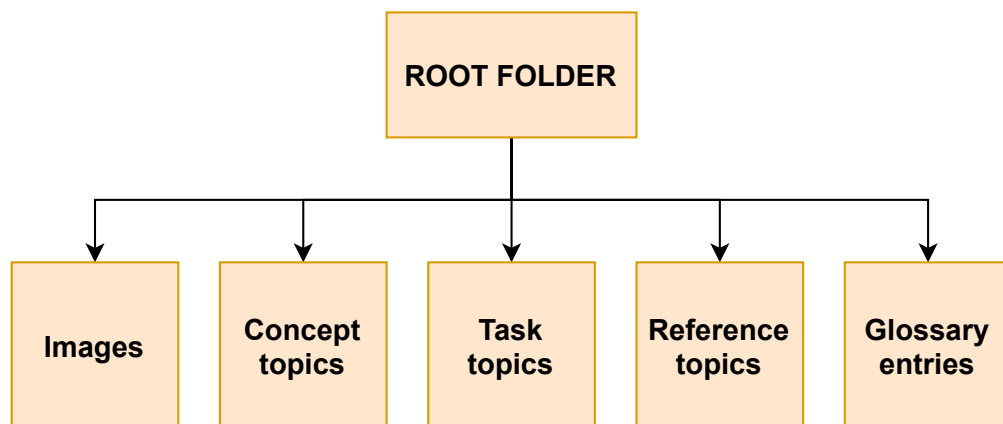 ROOT FOLDER
Images
Concept
topics
Task
topics
Reference
topics
Glossary
entries